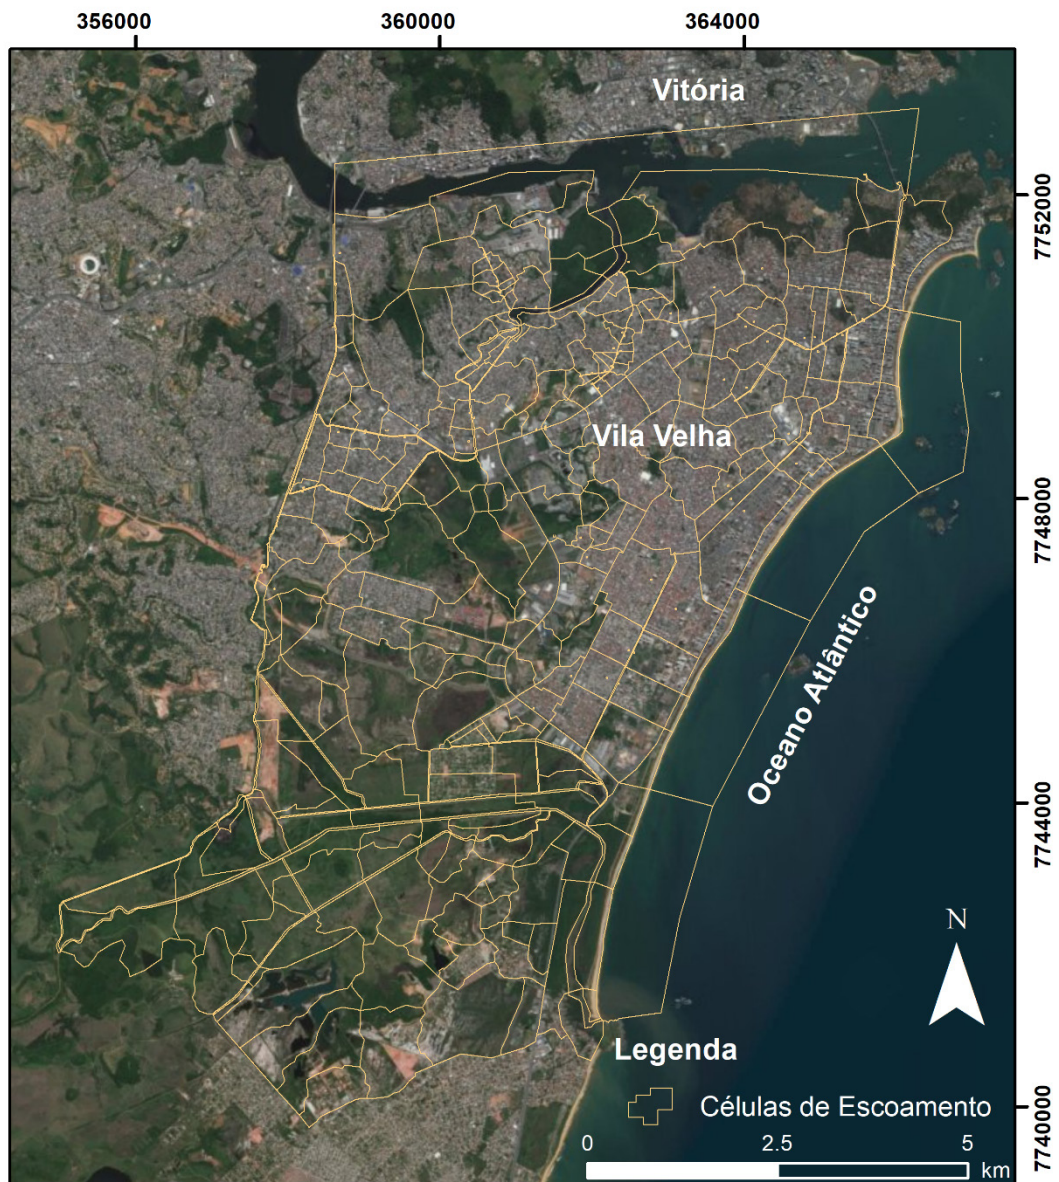 356000 360000 364000
Vitória
7752000
Vila Velha
7748000
Oceano Atlântico
7744000
N
Legenda
Células de Escoamento
7740000
0 2.5 5
km